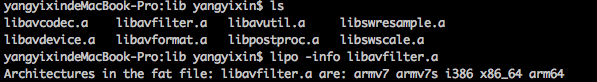 yangyixindeMacBook-Pro:lib yangyixin$ ls
libavcodec.a libavfilter.a libavutil.a libswresample.a
libavdevice.a libavformat.a libpostproc.a libswscale.a
yangyixindeMacBook-Pro:lib yangyixin$ lipo -info libavfilter.a
Architectures in the fat file: libavfilter.a are: armv7 armv7s i386 x86_64 arm64